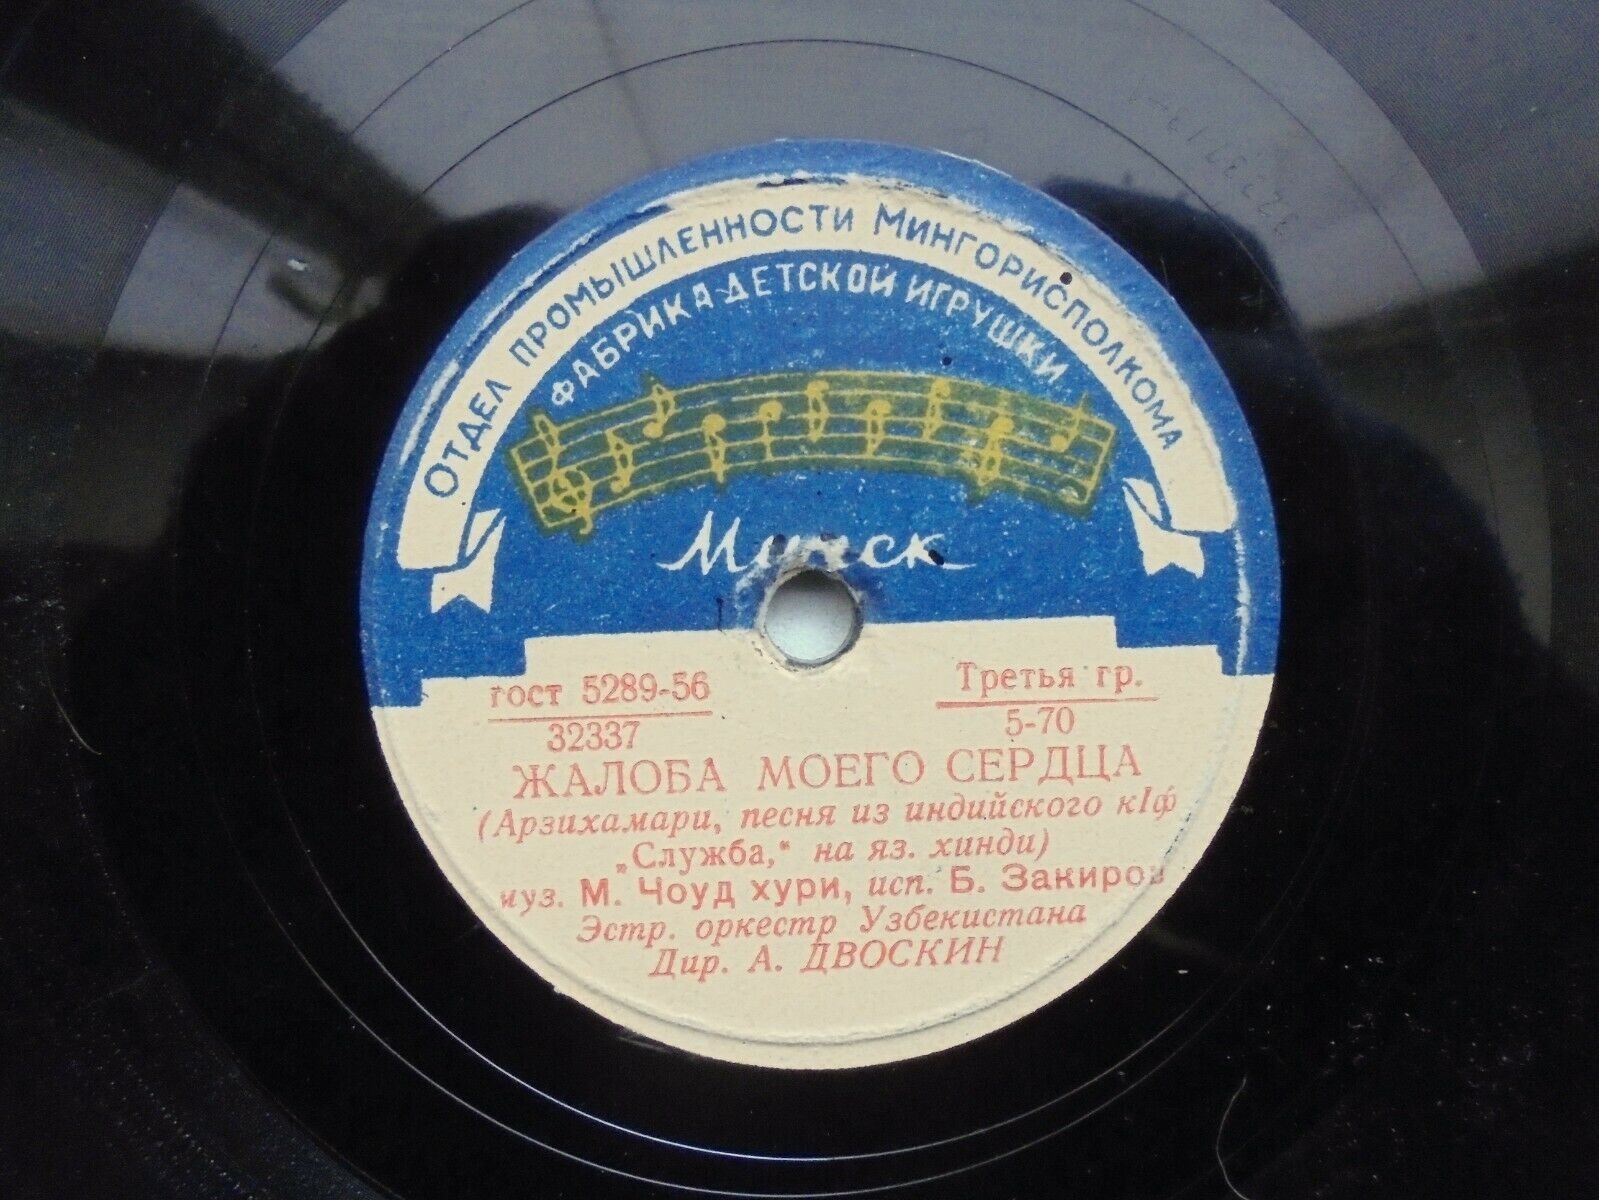 Отдел промышленности Мингорисполкома
ФАБРИКА ДЕТСКОЙ ИГРУШКИ
Минск
гост 5289-56
32337
Третья гр.
5-70
ЖАЛОБА МОЕГО СЕРДЦА
(Арзихамари, песня из индийского к1ф
„Служба,“ на яз. хинди)
муз. М. Чоуд хури, исп. Б. Закиров
Эстр. оркестр Узбекистана
Дир. А. ДВОСКИН